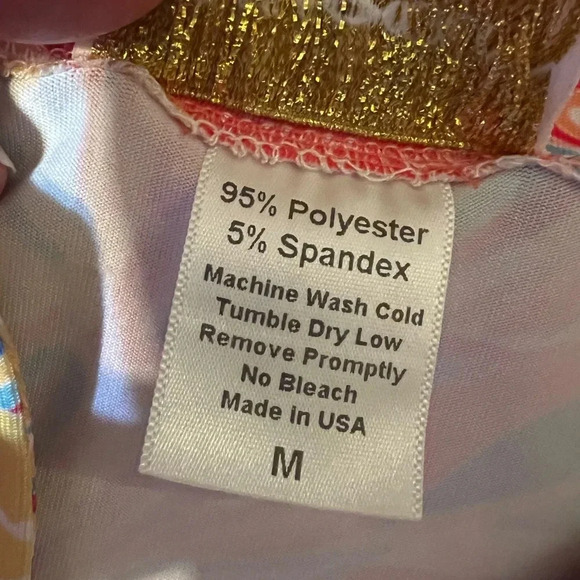 95% Polyester
5% Spandex
Machine Wash Cold
Tumble Dry Low
Remove Promptly
No Bleach
Made in USA
M